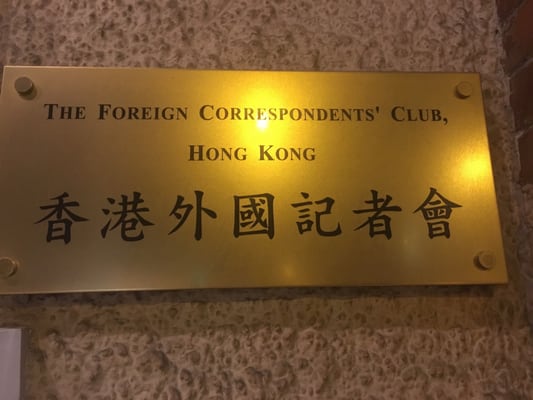 THE FOREIGN CORRESPONDENTS' CLUB,
HONG KONG
香港外國記者會